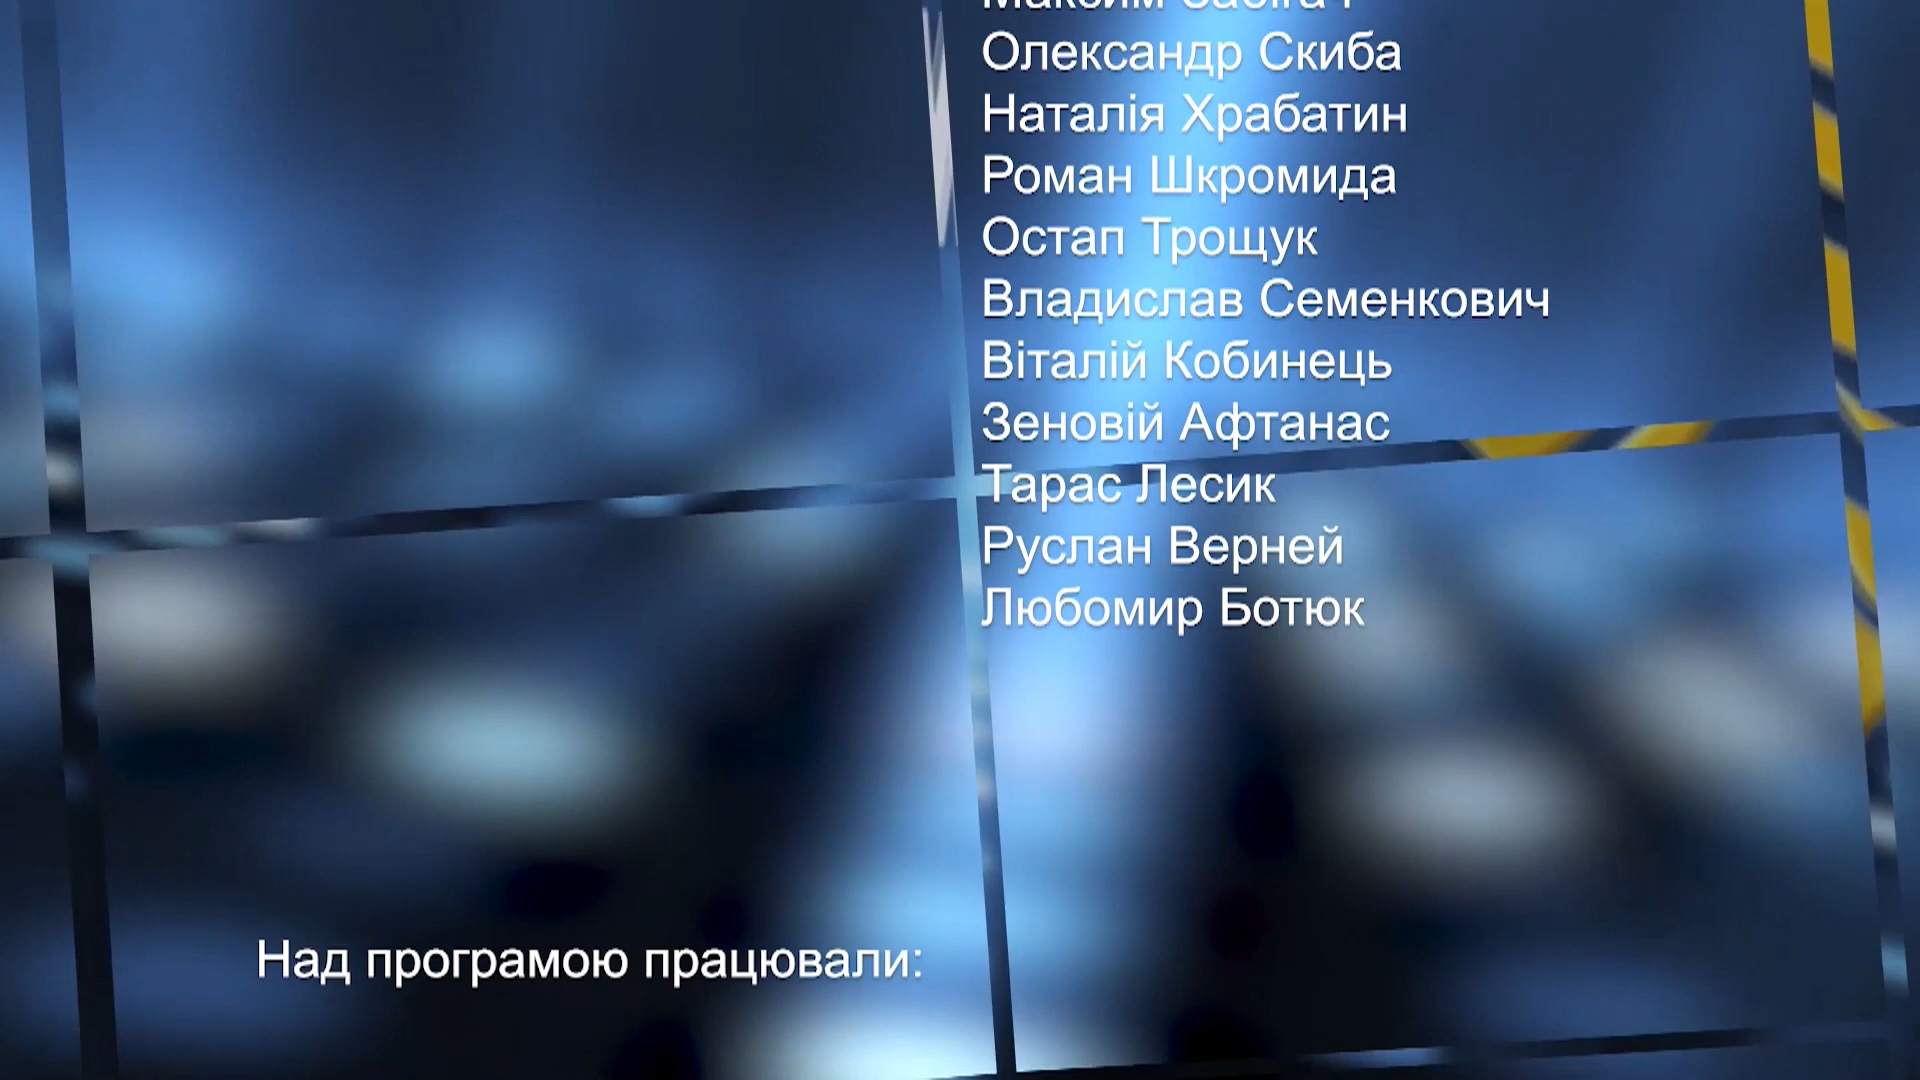 Максим
Олександр Скиба
Наталія Храбатин
Роман Шкромида
Остап Трощук
Владислав Семенкович
Віталій Кобинець
Зеновій Афтанас
Тарас Лесик
Руслан Верней
Любомир Ботюк
Над програмою працювали: